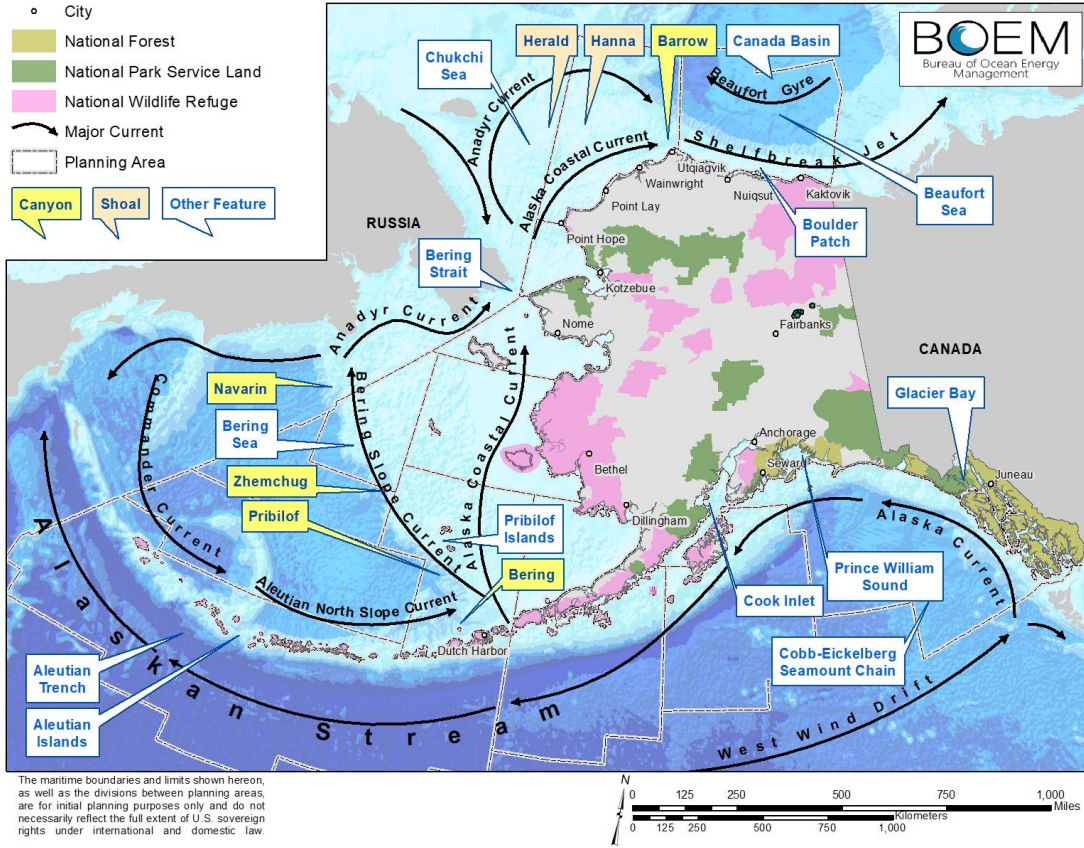 City
National Forest
National Park Service Land
National Wildlife Refuge
Major Current
Planning Area
Canyon
Shoal
Other Feature
BOEM
Bureau of Ocean Energy
Management
Chukchi
Sea
Herald
Hanna
Barrow
Canada Basin
Beaufort Gyre
Anadyr Current
Alaska Coastal Current
Shelfbreak Jet
Utqiagvik
Wainwright
Nuiqsut
Kaktovik
Point Lay
Point Hope
Beaufort
Sea
Boulder
Patch
RUSSIA
Bering
Strait
Kotzebue
Nome
Fairbanks
CANADA
Anadyr Current
Navarin
Bering
Sea
Zhemchug
Pribilof
Commander Current
Bering Slope Current
Alaska Coastal Current
Glacier Bay
Anchorage
Seward
Juneau
Bethel
Dillingham
Pribilof
Islands
Bering
Alaska Current
Prince William
Sound
Cook Inlet
Cobb-Eickelberg
Seamount Chain
Aleutian North Slope Current
Dutch Harbor
Aleutian
Trench
Aleutian
Islands
Alaskan Stream
West Wind Drift
The maritime boundaries and limits shown hereon,
as well as the divisions between planning areas,
are for initial planning purposes only and do not
necessarily reflect the full extent of U.S. sovereign
rights under international and domestic law.
N
0 125 250 500 750 1,000
Miles
Kilometers
0 125 250 500 750 1,000